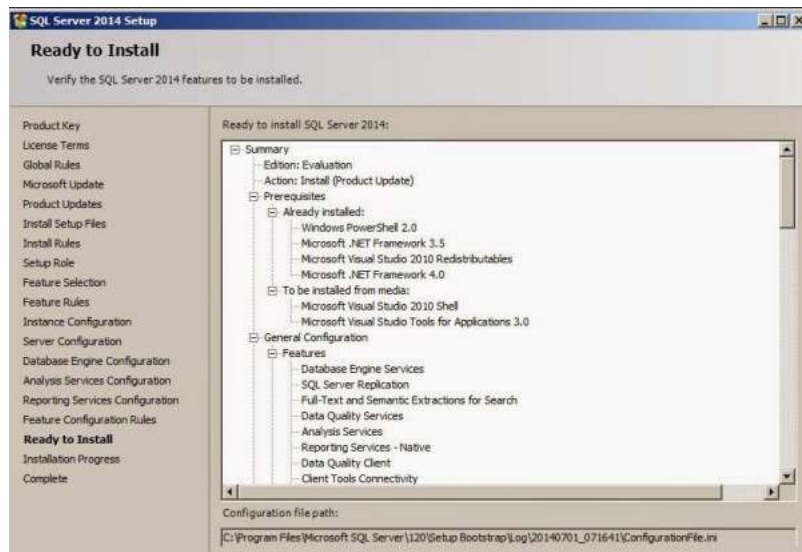 SQL Server 2014 Setup
Ready to Install
Verify the SQL Server 2014 features to be installed.
Product Key
License Terms
Global Rules
Microsoft Update
Product Updates
Install Setup Files
Install Rules
Setup Role
Feature Selection
Feature Rules
Instance Configuration
Server Configuration
Database Engine Configuration
Analysis Services Configuration
Reporting Services Configuration
Feature Configuration Rules
Ready to Install
Installation Progress
Complete
Ready to install SQL Server 2014:
Summary
Edition: Evaluation
Action: Install (Product Update)
Prerequisites
Already installed:
Windows PowerShell 2.0
Microsoft .NET Framework 3.5
Microsoft Visual Studio 2010 Redistributables
Microsoft .NET Framework 4.0
To be installed from media:
Microsoft Visual Studio 2010 Shell
Microsoft Visual Studio Tools for Applications 3.0
General Configuration
Features
Database Engine Services
SQL Server Replication
Full-Text and Semantic Extractions for Search
Data Quality Services
Analysis Services
Reporting Services - Native
Data Quality Client
Client Tools Connectivity
Configuration file path:
C:\Program Files\Microsoft SQL Server\120\Setup Bootstrap\Log\20140701_071641\ConfigurationFile.ini